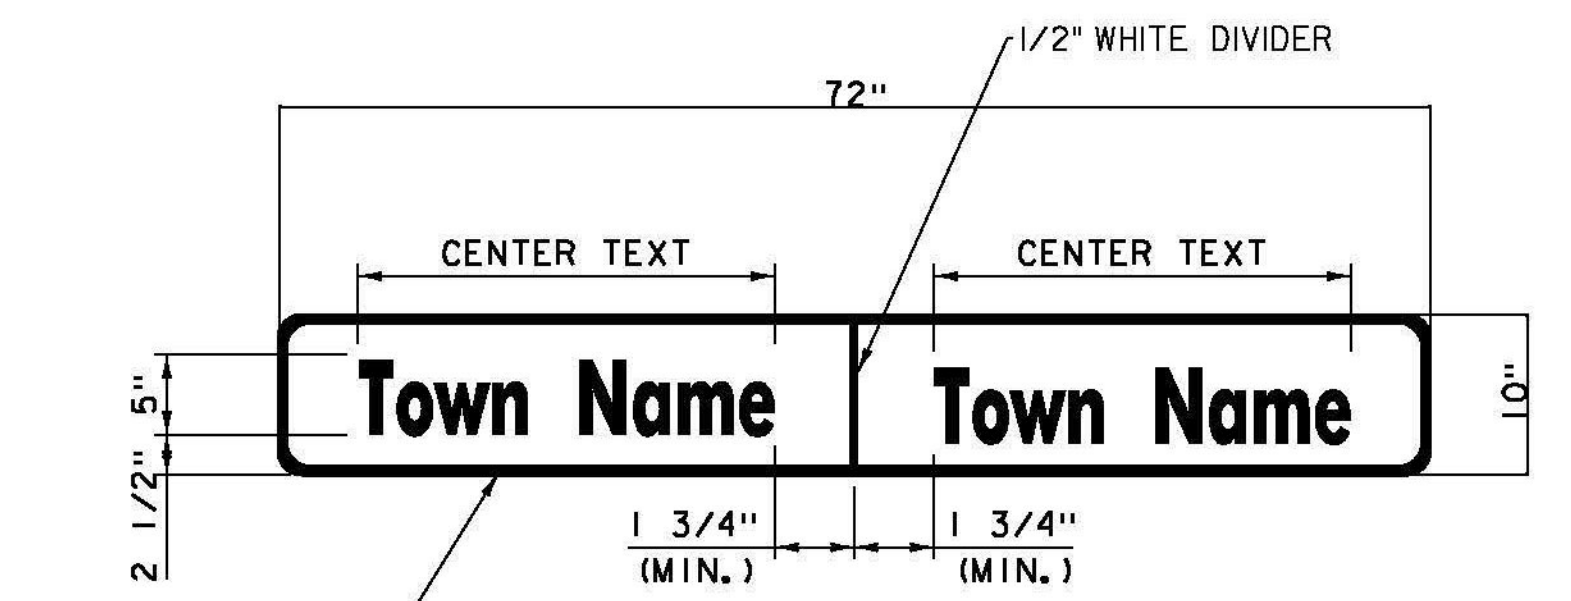 1/2" WHITE DIVIDER
72"
CENTER TEXT
CENTER TEXT
5"
Town Name
Town Name
10"
2 1/2"
1 3/4"
(MIN.)
1 3/4"
(MIN.)